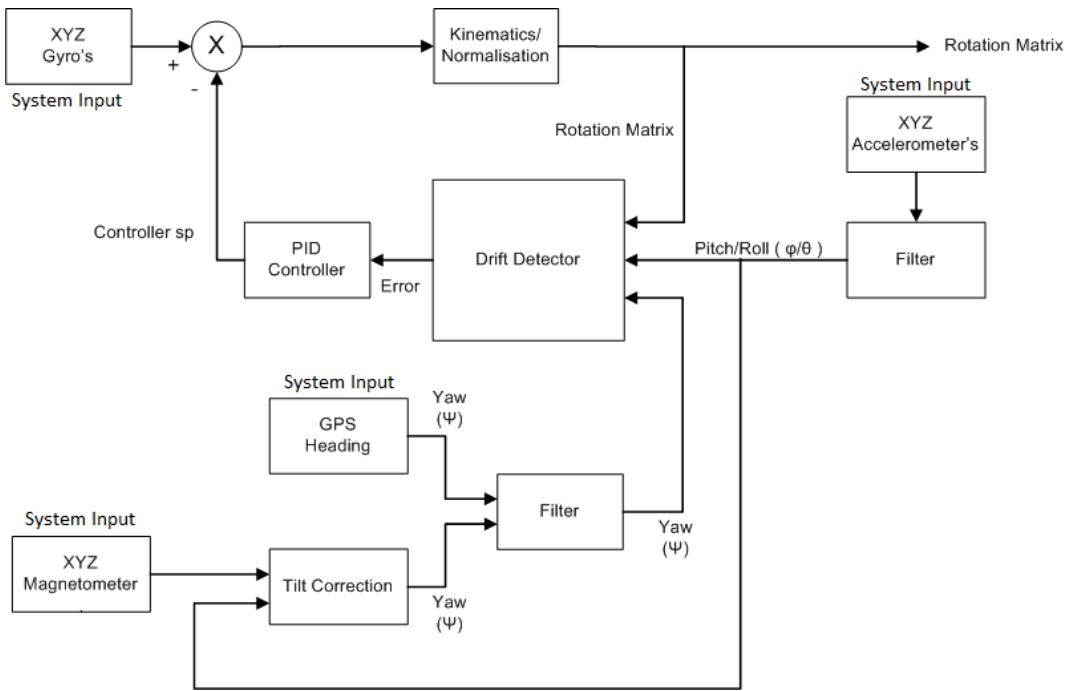 XYZ
Gyro's
System Input
+
-
X
Kinematics/
Normalisation
Rotation Matrix
System Input
XYZ
Accelerometer's
Rotation Matrix
Controller sp
PID
Controller
Error
Drift Detector
Pitch/Roll ( φ/θ )
Filter
System Input
GPS
Heading
Yaw
(Ψ)
Filter
Yaw
(Ψ)
System Input
XYZ
Magnetometer
Tilt Correction
Yaw
(Ψ)